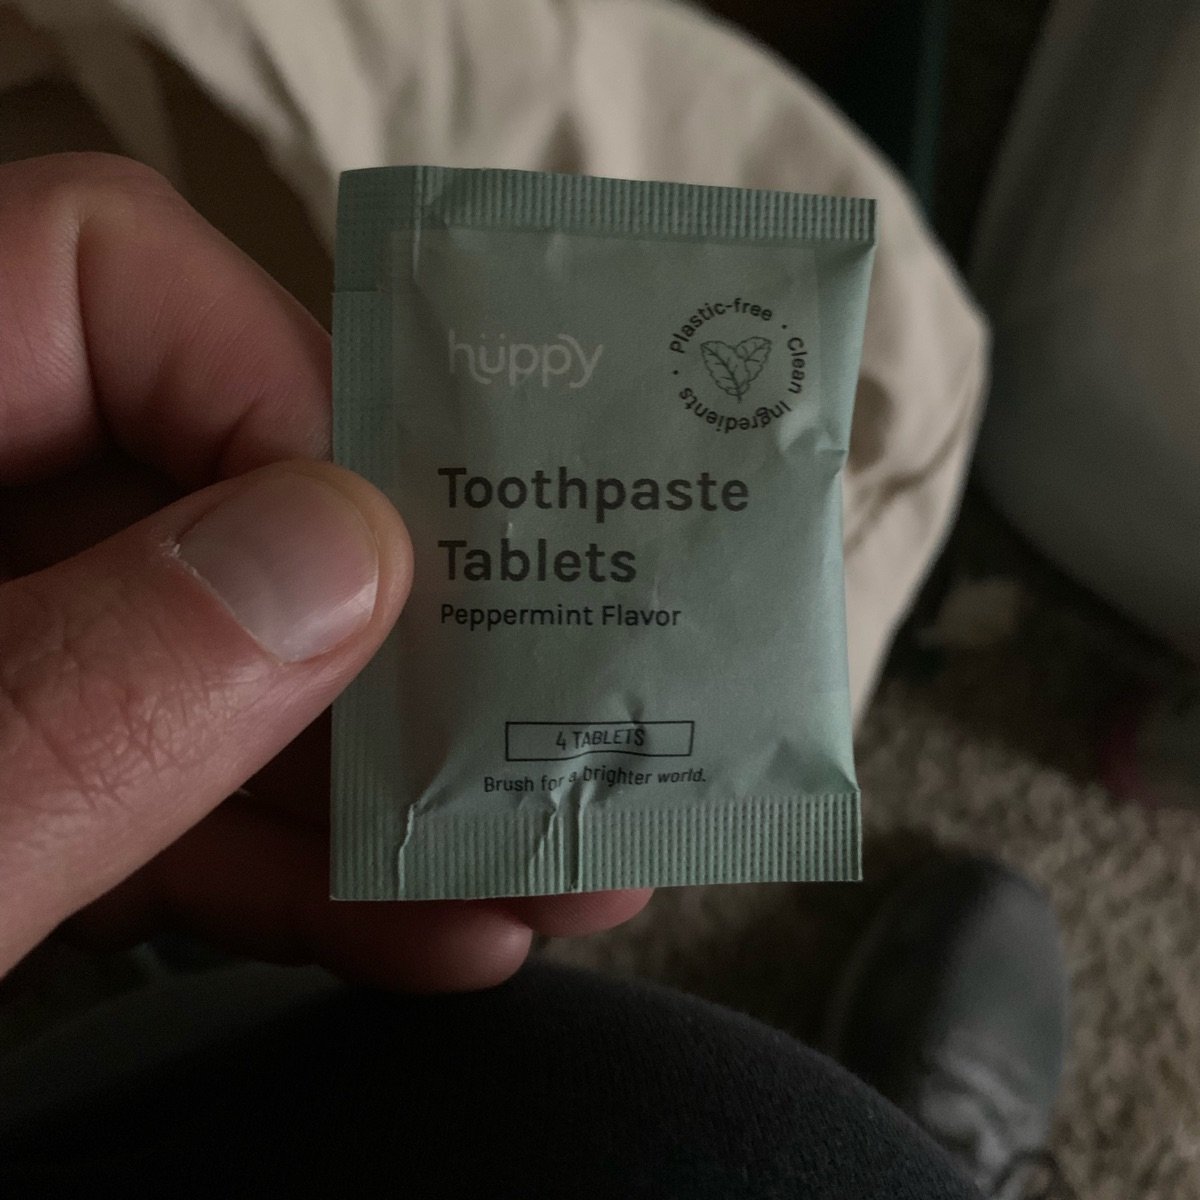 hüppy
Plastic-free · Clean Ingredients ·
Toothpaste
Tablets
Peppermint Flavor
4 TABLETS
Brush for a brighter world.